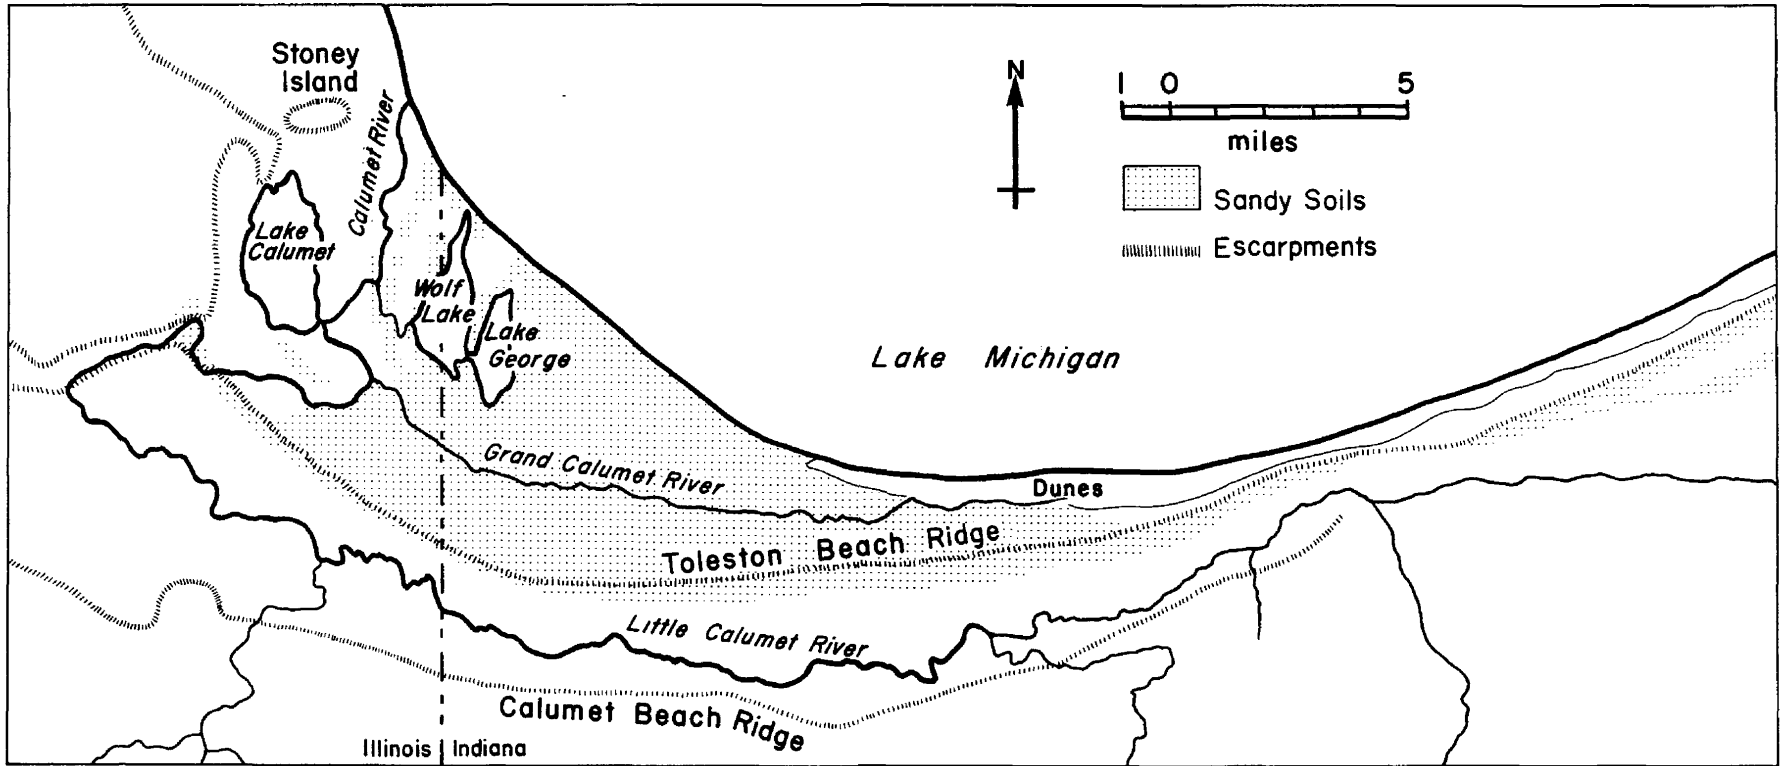 Stoney
Island
Calumet River
N
1 0 5
miles
Sandy Soils
Escarpments
Lake
Calumet
Wolf
Lake
Lake
George
Lake Michigan
Grand Calumet River
Dunes
Toleston Beach Ridge
Little Calumet River
Calumet Beach Ridge
Illinois Indiana